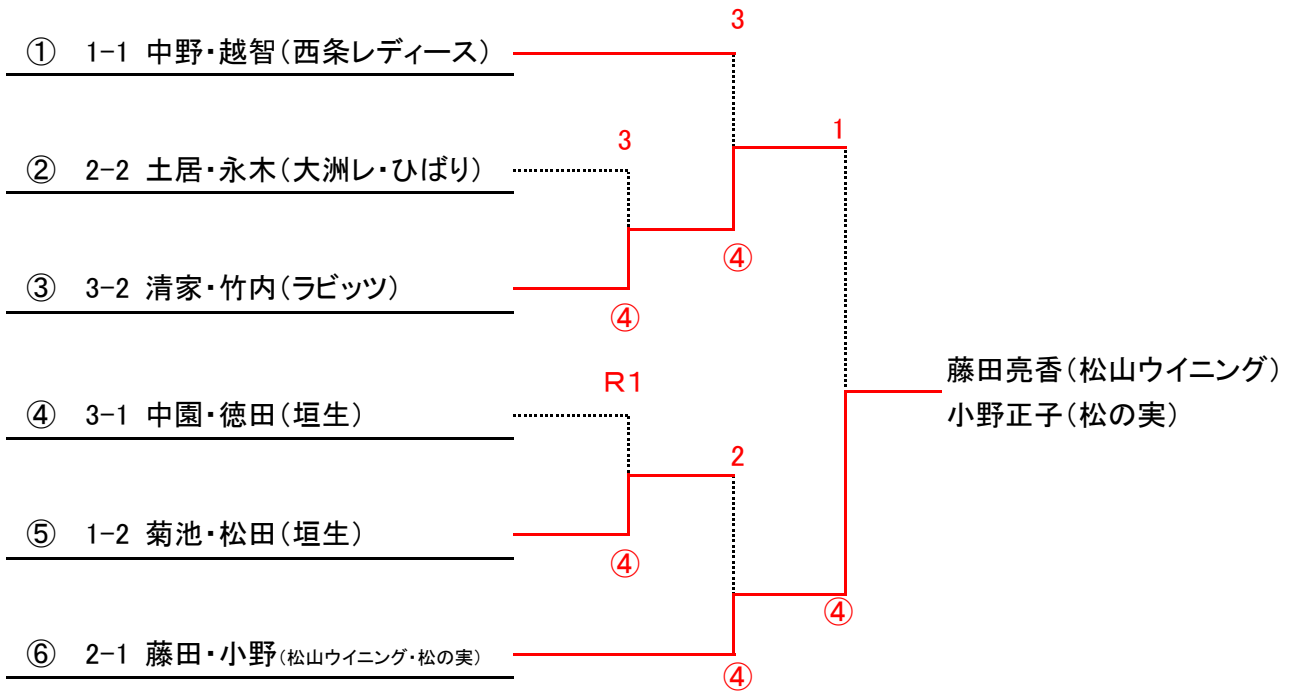 3
① 1-1 中野・越智(西条レディース)
1
3
② 2-2 土居・永木(大洲レ・ひばり)
④
③ 3-2 清家・竹内(ラビッツ)
④
藤田亮香(松山ウイニング)
R1
④ 3-1 中園・徳田(垣生)
小野正子(松の実)
2
⑤ 1-2 菊池・松田(垣生)
④
④
⑥ 2-1 藤田・小野(松山ウイニング・松の実)
④